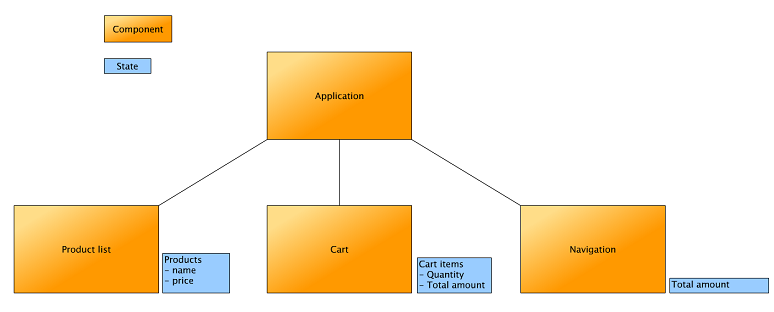 Component
State
Application
Product list
Products
- name
- price
Cart
Cart items
- Quantity
- Total amount
Navigation
Total amount